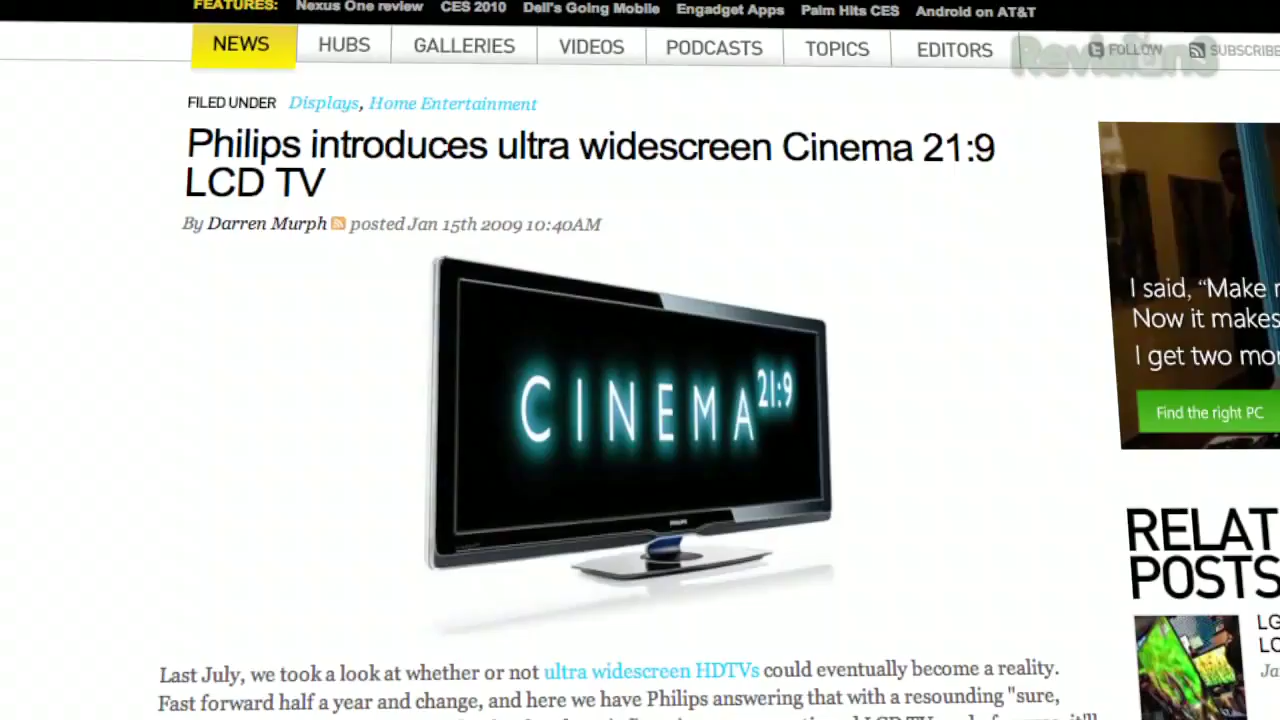 FEATURES: Nexus One review CES 2010 Dell's Going Mobile Engadget Apps Palm Hits CES Android on AT&T
NEWS HUBS GALLERIES VIDEOS PODCASTS TOPICS EDITORS FOLLOW SUBSCRIBE
Revision3
FILED UNDER Displays, Home Entertainment
Philips introduces ultra widescreen Cinema 21:9
LCD TV
By Darren Murph posted Jan 15th 2009 10:40AM
CINEMA 21:9
PHILIPS
I said, “Make
Now it makes
I get two
Find the right PC
RELAT
POSTS
LG
LC
Ja
Last July, we took a look at whether or not ultra widescreen HDTVs could eventually become a reality.
Fast forward half a year and change, and here we have Philips answering that with a resounding "sure,